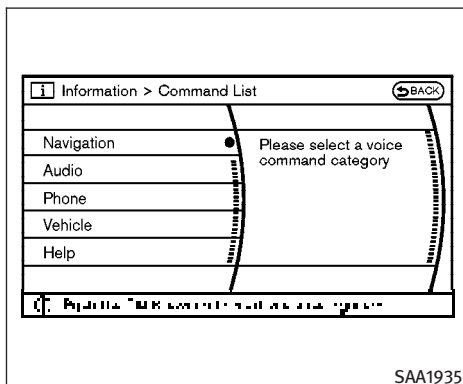 i Information > Command List BACK
Navigation
Please select a voice
command category
Audio
Phone
Vehicle
Help
SAA1935